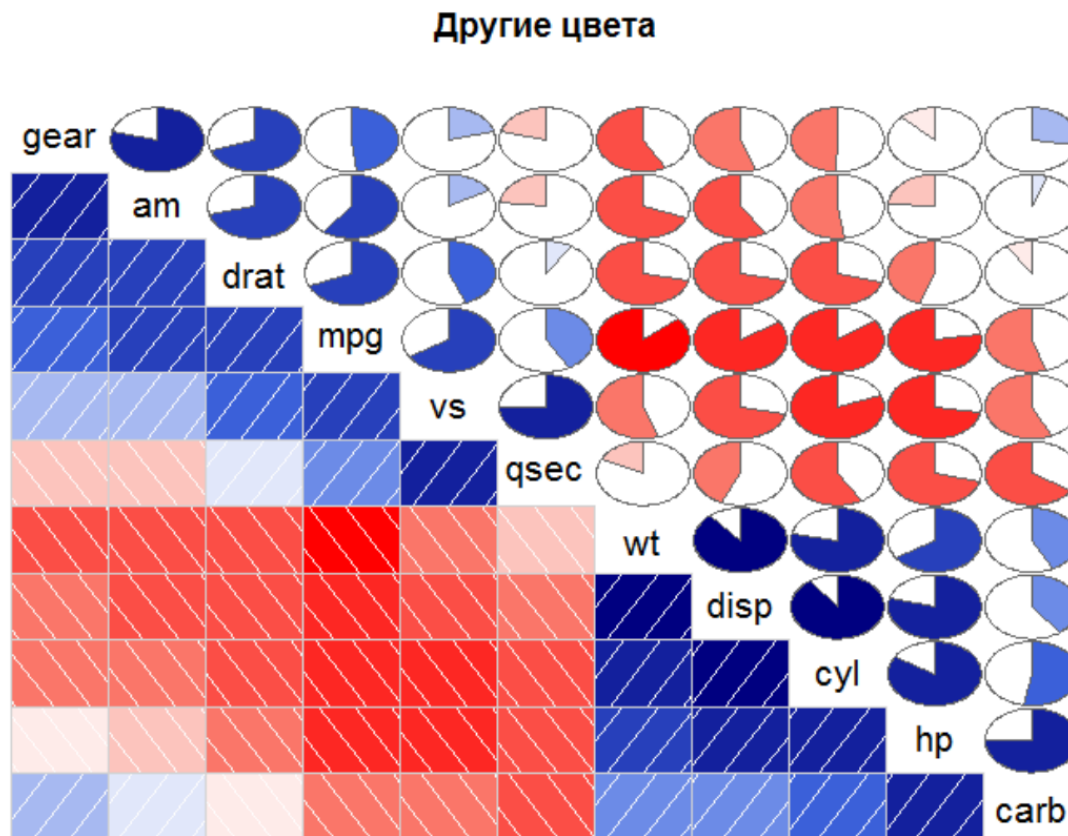 Другие цвета
gear
am
drat
mpg
vs
qsec
wt
disp
cyl
hp
carb